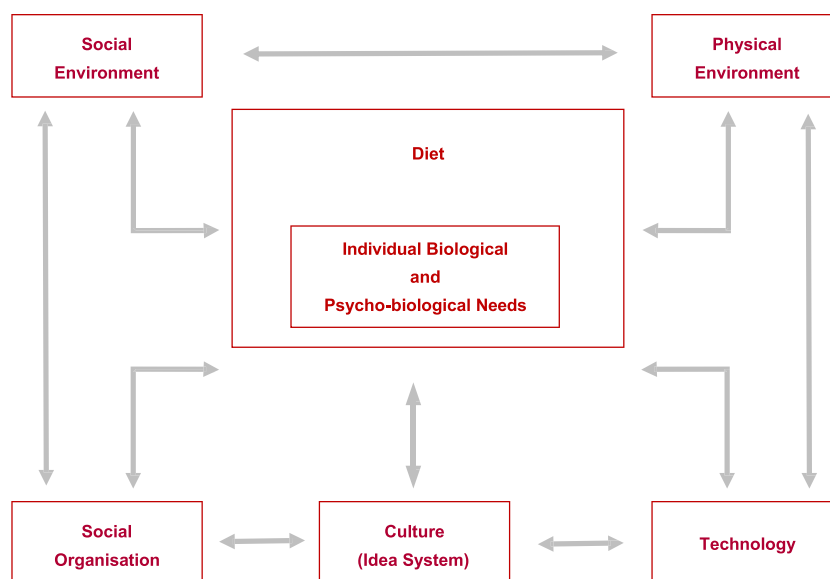 Social
Environment
Physical
Environment
Diet
Individual Biological
and
Psycho-biological Needs
Social
Organisation
Culture
(Idea System)
Technology